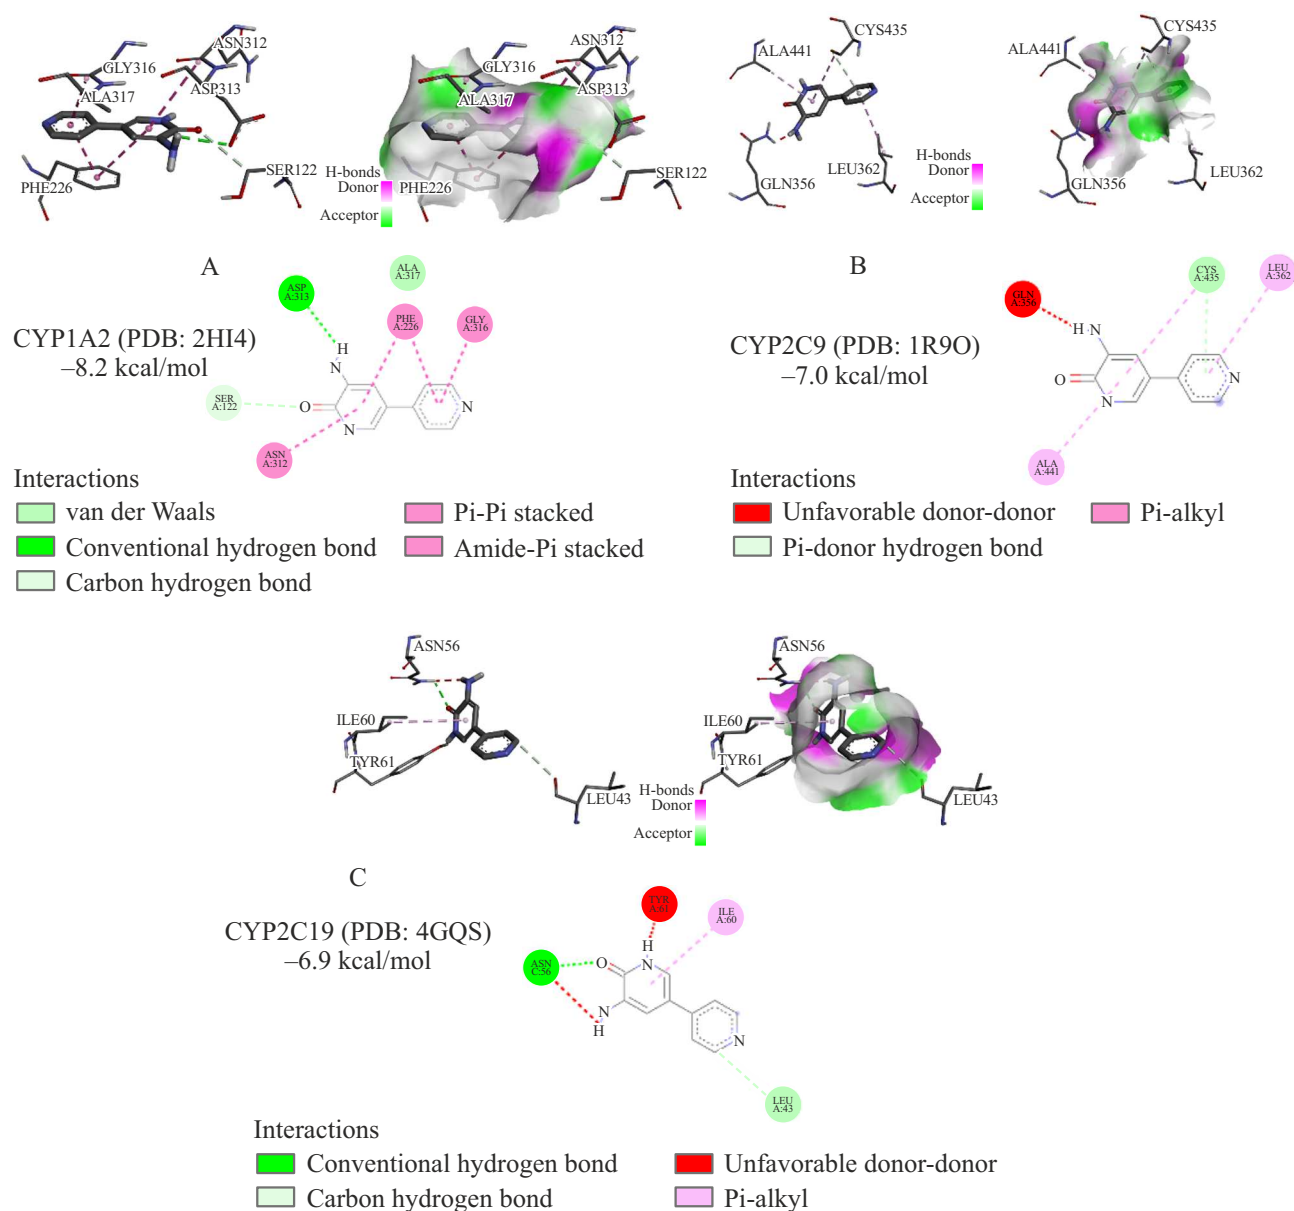 ASN312
GLY316
ALA317
ASP313
PHE226
SER122
ASN312
GLY316
ALA317
ASP313
PHE226
SER122
H-bonds
Donor
Acceptor
CYS435
ALA441
GLN356
LEU362
CYS435
ALA441
GLN356
LEU362
H-bonds
Donor
Acceptor
A
CYP1A2 (PDB: 2HI4)
–8.2 kcal/mol
ASP
A:313
ALA
A:317
PHE
A:226
GLY
A:316
SER
A:122
ASN
A:312
H
N
O
N
N
Interactions
van der Waals
Conventional hydrogen bond
Carbon hydrogen bond
Pi-Pi stacked
Amide-Pi stacked
B
CYP2C9 (PDB: 1R9O)
–7.0 kcal/mol
GLN
A:356
CYS
A:435
LEU
A:362
ALA
A:441
H
N
O
N
N
Interactions
Unfavorable donor-donor
Pi-donor hydrogen bond
Pi-alkyl
ASN56
ILE60
TYR61
LEU43
ASN56
ILE60
TYR61
LEU43
H-bonds
Donor
Acceptor
C
CYP2C19 (PDB: 4GQS)
–6.9 kcal/mol
TYR
A:61
ILE
A:60
ASN
C:56
LEU
A:43
H
N
O
N
H
N
Interactions
Conventional hydrogen bond
Carbon hydrogen bond
Unfavorable donor-donor
Pi-alkyl